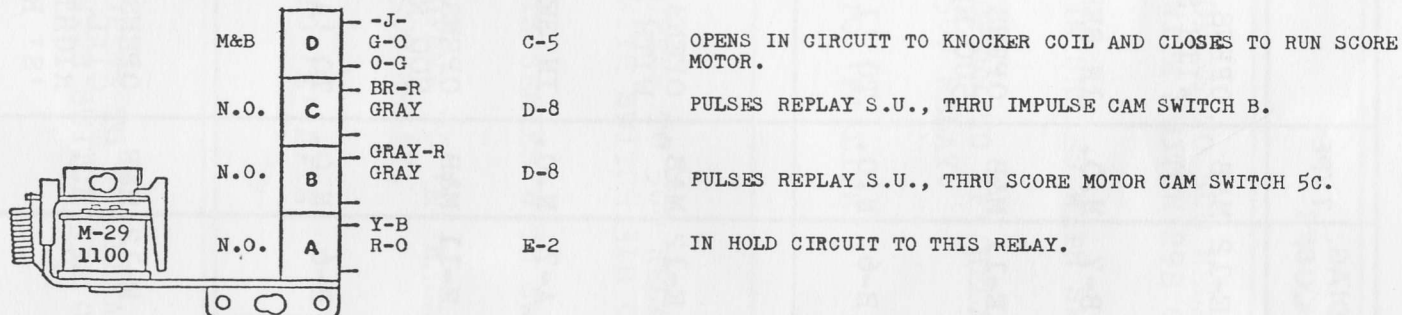 -J-
M&B D G-O C-5 OPENS IN CIRCUIT TO KNOCKER COIL AND CLOSES TO RUN SCORE
O-G MOTOR.
BR-R
N.O. C GRAY D-8 PULSES REPLAY S.U., THRU IMPULSE CAM SWITCH B.
GRAY-R
N.O. B GRAY D-8 PULSES REPLAY S.U., THRU SCORE MOTOR CAM SWITCH 5C.
Y-B
N.O. A R-O E-2 IN HOLD CIRCUIT TO THIS RELAY.
M-29
1100